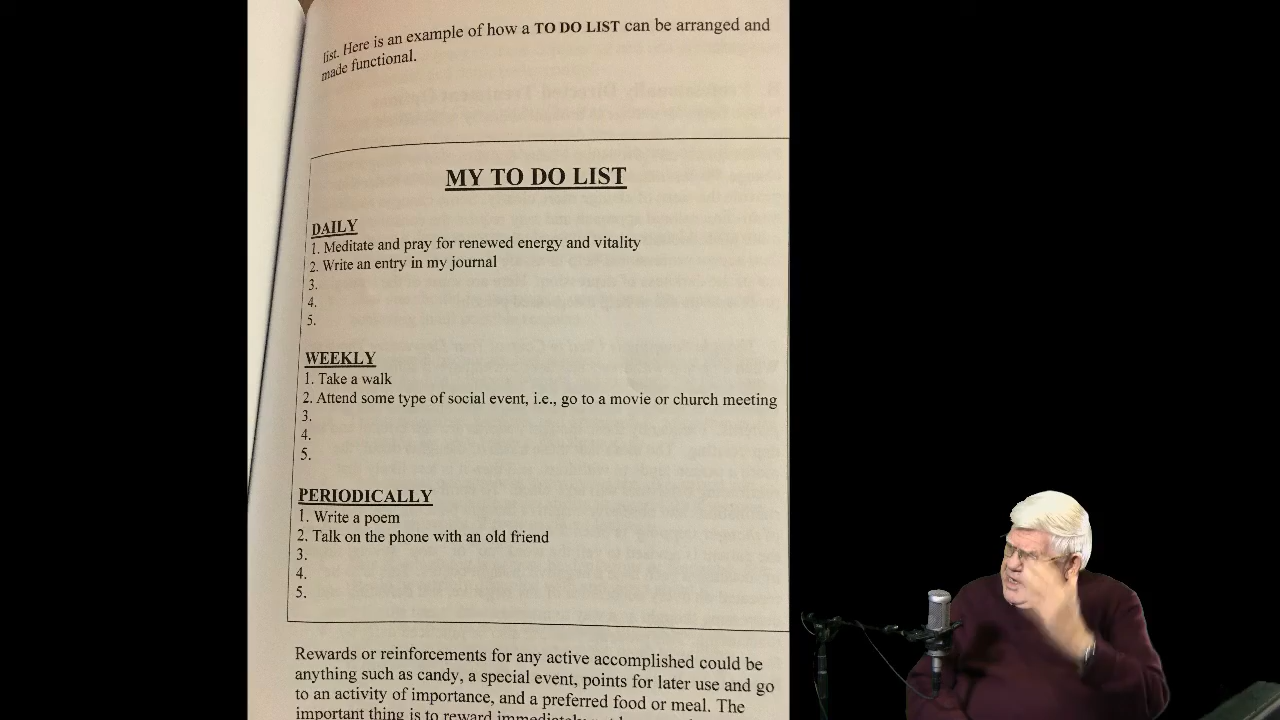 list. Here is an example of how a TO DO LIST can be arranged and
made functional.
MY TO DO LIST
DAILY
1. Meditate and pray for renewed energy and vitality
2. Write an entry in my journal
3.
4.
5.
WEEKLY
1. Take a walk
2. Attend some type of social event, i.e., go to a movie or church meeting
3.
4.
5.
PERIODICALLY
1. Write a poem
2. Talk on the phone with an old friend
3.
4.
5.
Rewards or reinforcements for any active accomplished could be
anything such as candy, a special event, points for later use and go
to an activity of importance, and a preferred food or meal. The
important thing is to reward